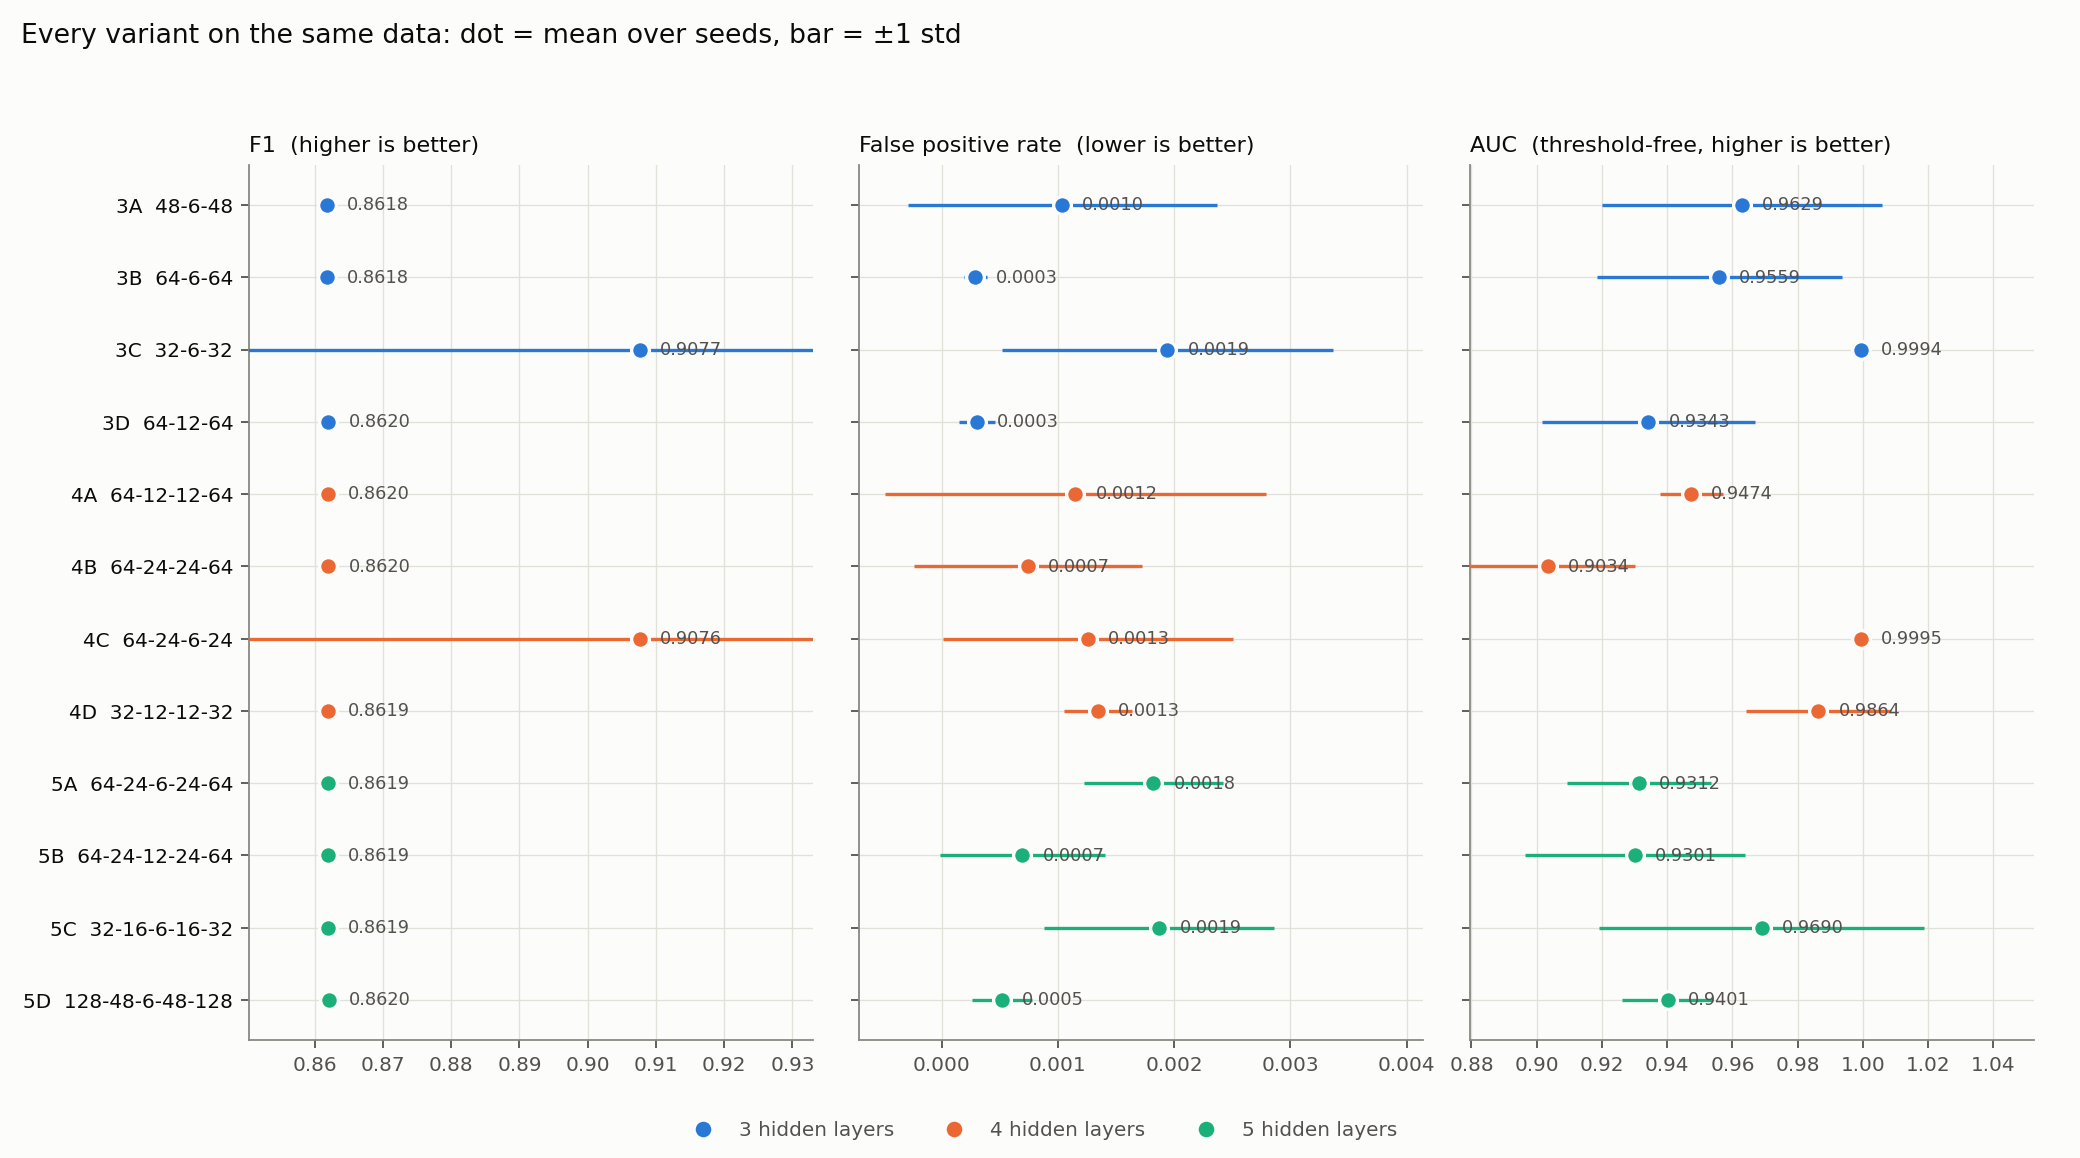 Every variant on the same data: dot = mean over seeds, bar = ±1 std
F1  (higher is better)
False positive rate  (lower is better)
AUC  (threshold-free, higher is better)
3A  48-6-48  0.8618  0.0010  0.9629
3B  64-6-64  0.8618  0.0003  0.9559
3C  32-6-32  0.9077  0.0019  0.9994
3D  64-12-64  0.8620  0.0003  0.9343
4A  64-12-12-64  0.8620  0.0012  0.9474
4B  64-24-24-64  0.8620  0.0007  0.9034
4C  64-24-6-24  0.9076  0.0013  0.9995
4D  32-12-12-32  0.8619  0.0013  0.9864
5A  64-24-6-24-64  0.8619  0.0018  0.9312
5B  64-24-12-24-64  0.8619  0.0007  0.9301
5C  32-16-6-16-32  0.8619  0.0019  0.9690
5D  128-48-6-48-128  0.8620  0.0005  0.9401
0.86 0.87 0.88 0.89 0.90 0.91 0.92 0.93
0.000 0.001 0.002 0.003 0.004
0.88 0.90 0.92 0.94 0.96 0.98 1.00 1.02 1.04
3 hidden layers
4 hidden layers
5 hidden layers